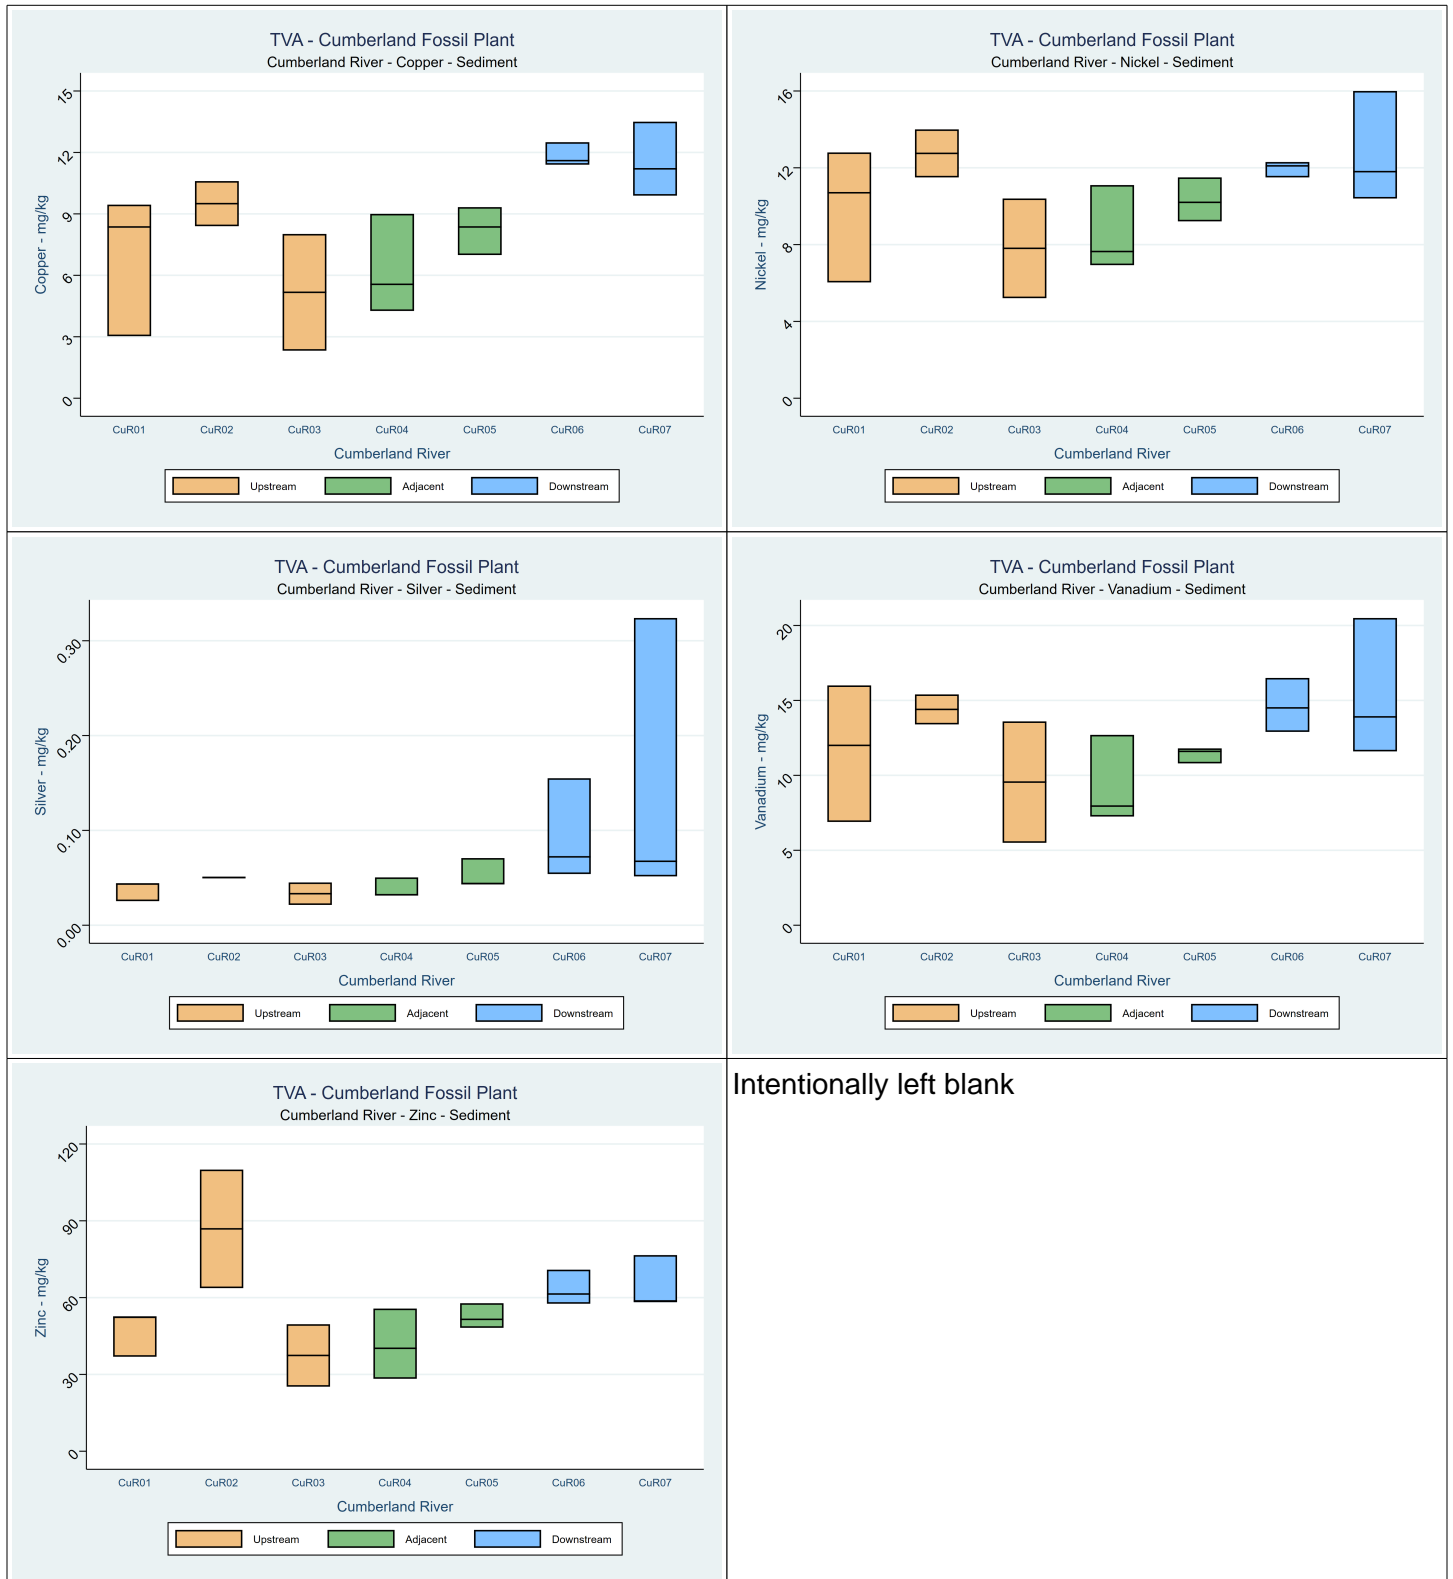 TVA - Cumberland Fossil Plant
Cumberland River - Copper - Sediment
15
12
9
6
3
0
Copper - mg/kg
CuR01 CuR02 CuR03 CuR04 CuR05 CuR06 CuR07
Cumberland River
Upstream Adjacent Downstream
TVA - Cumberland Fossil Plant
Cumberland River - Nickel - Sediment
16
12
8
4
0
Nickel - mg/kg
CuR01 CuR02 CuR03 CuR04 CuR05 CuR06 CuR07
Cumberland River
Upstream Adjacent Downstream
TVA - Cumberland Fossil Plant
Cumberland River - Silver - Sediment
0.30
0.20
0.10
0.00
Silver - mg/kg
CuR01 CuR02 CuR03 CuR04 CuR05 CuR06 CuR07
Cumberland River
Upstream Adjacent Downstream
TVA - Cumberland Fossil Plant
Cumberland River - Vanadium - Sediment
20
15
10
5
0
Vanadium - mg/kg
CuR01 CuR02 CuR03 CuR04 CuR05 CuR06 CuR07
Cumberland River
Upstream Adjacent Downstream
TVA - Cumberland Fossil Plant
Cumberland River - Zinc - Sediment
120
90
60
30
0
Zinc - mg/kg
CuR01 CuR02 CuR03 CuR04 CuR05 CuR06 CuR07
Cumberland River
Upstream Adjacent Downstream
Intentionally left blank